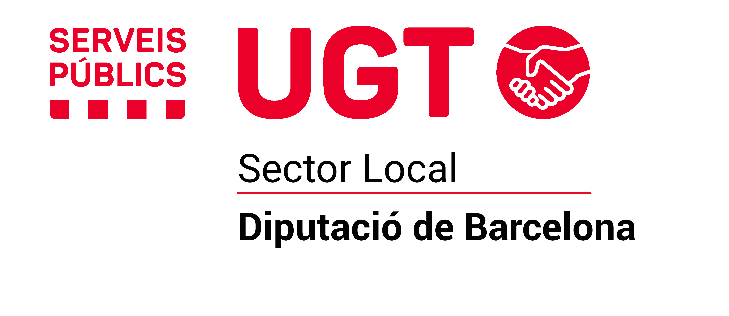 SERVEIS
PÚBLICS
UGT
Sector Local
Diputació de Barcelona